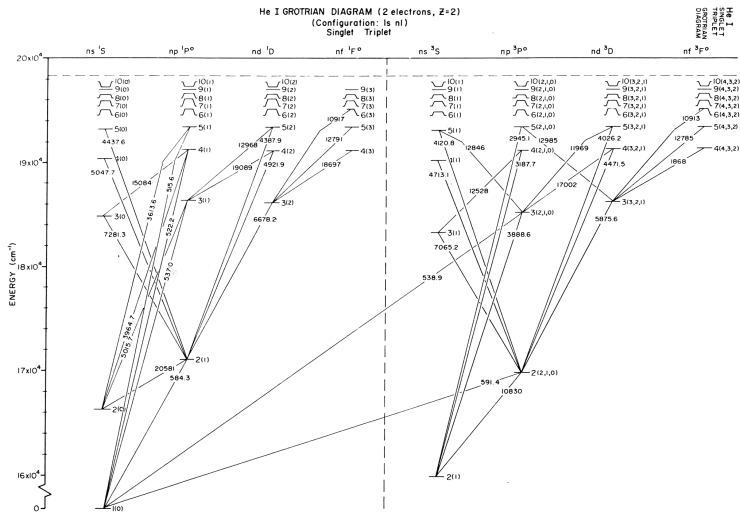 He I GROTRIAN DIAGRAM (2 electrons, Z=2)
(Configuration: 1s nl)
Singlet Triplet
He I
SINGLET
TRIPLET
GROTRIAN
DIAGRAM
ns ¹S np ¹P° nd ¹D nf ¹F° ns ³S np ³P° nd ³D nf ³F°
20x10⁴
10(0) 10(1) 10(2) 10(1) 10(2,1,0) 10(3,2,1) 10(4,3,2)
9(0) 9(1) 9(2) 9(3) 9(1) 9(2,1,0) 9(3,2,1) 9(4,3,2)
8(0) 8(1) 8(2) 8(3) 8(1) 8(2,1,0) 8(3,2,1) 8(4,3,2)
7(0) 7(1) 7(2) 7(3) 7(1) 7(2,1,0) 7(3,2,1) 7(4,3,2)
6(0) 6(1) 6(2) 10917 6(3) 6(1) 6(2,1,0) 6(3,2,1) 10913 6(4,3,2)
5(0) 5(1) 5(2) 5(3) 5(1) 5(2,1,0) 5(3,2,1) 5(4,3,2)
4437.6 12968 4387.9 12791 4120.8 12846 2945.1 12985 11969 4026.2 12785
4(0) 4(1) 4(2) 4(3) 4(1) 4(2,1,0) 4(3,2,1) 4(4,3,2)
19x10⁴
5047.7 15084 515.6 19089 4921.9 18697 4713.1 12528 3187.7 17002 4471.5 1868
3(0) 3(1) 3(2) 3(1) 3(2,1,0) 3(3,2,1)
7281.3 3613.6 522.2 6678.2 7065.2 3888.6 5875.6
537.0 538.9
18x10⁴
ENERGY (cm⁻¹)
3964.7
5015.7
17x10⁴
2(1) 2(2,1,0)
20581 584.3 591.4 10830
2(0)
16x10⁴
2(1)
0
1(0)